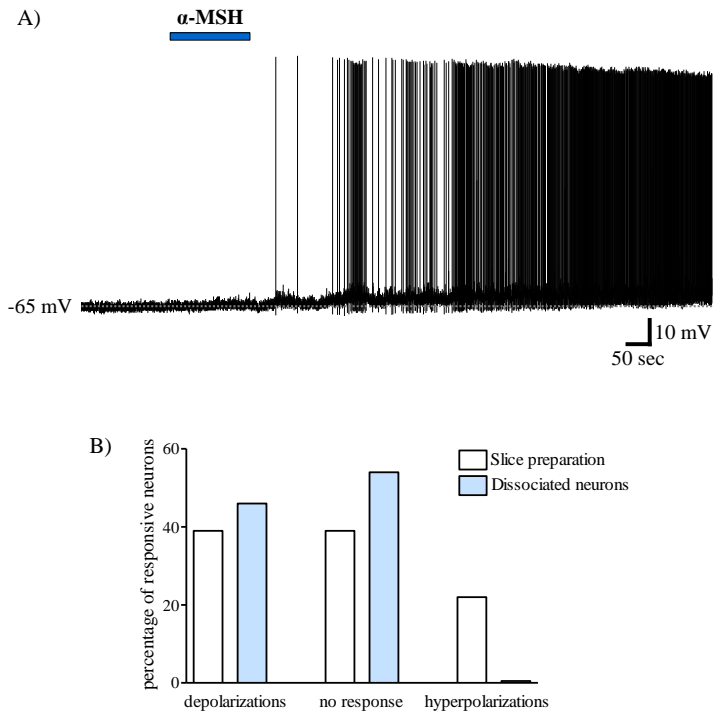 A)
α-MSH
-65 mV
10 mV
50 sec
B)
percentage of responsive neurons
60
40
20
0
Slice preparation
Dissociated neurons
depolarizations
no response
hyperpolarizations